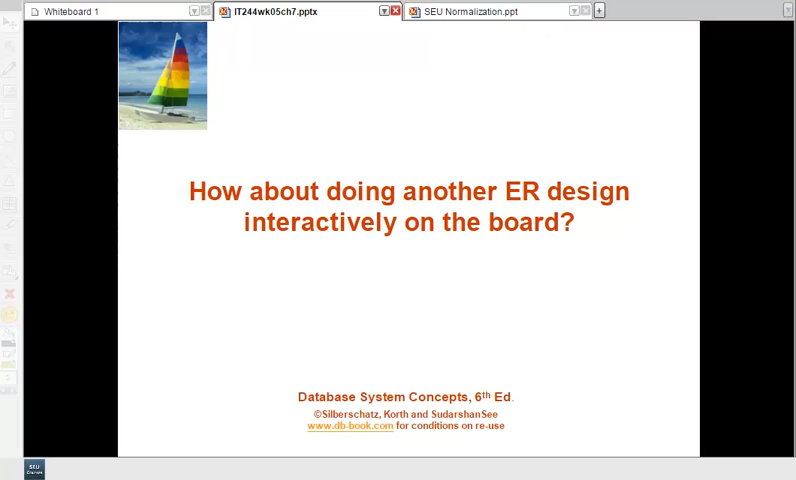 Whiteboard 1
IT244wk05ch7.pptx
SEU Normalization.ppt
How about doing another ER design
interactively on the board?
Database System Concepts, 6th Ed.
©Silberschatz, Korth and SudarshanSee
www.db-book.com for conditions on re-use
SEU